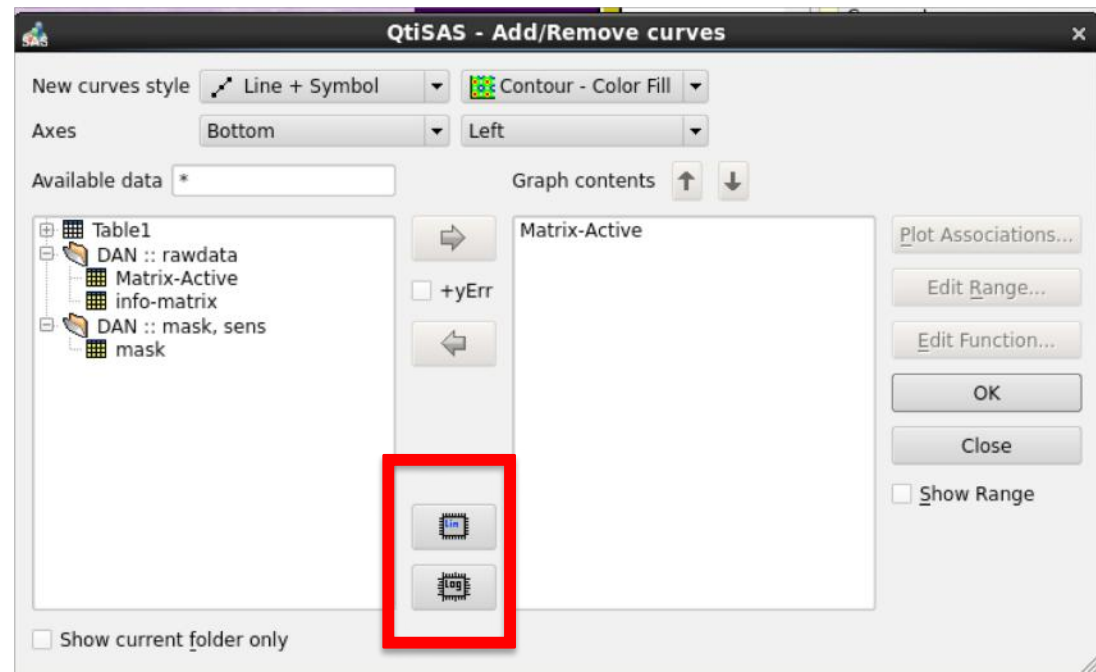 SAS
QtiSAS - Add/Remove curves
New curves style Line + Symbol Contour - Color Fill
Axes Bottom Left
Available data * Graph contents
Table1
DAN :: rawdata
Matrix-Active
info-matrix
DAN :: mask, sens
mask
+yErr
Lin
Log
Matrix-Active
Plot Associations...
Edit Range...
Edit Function...
OK
Close
Show Range
Show current folder only